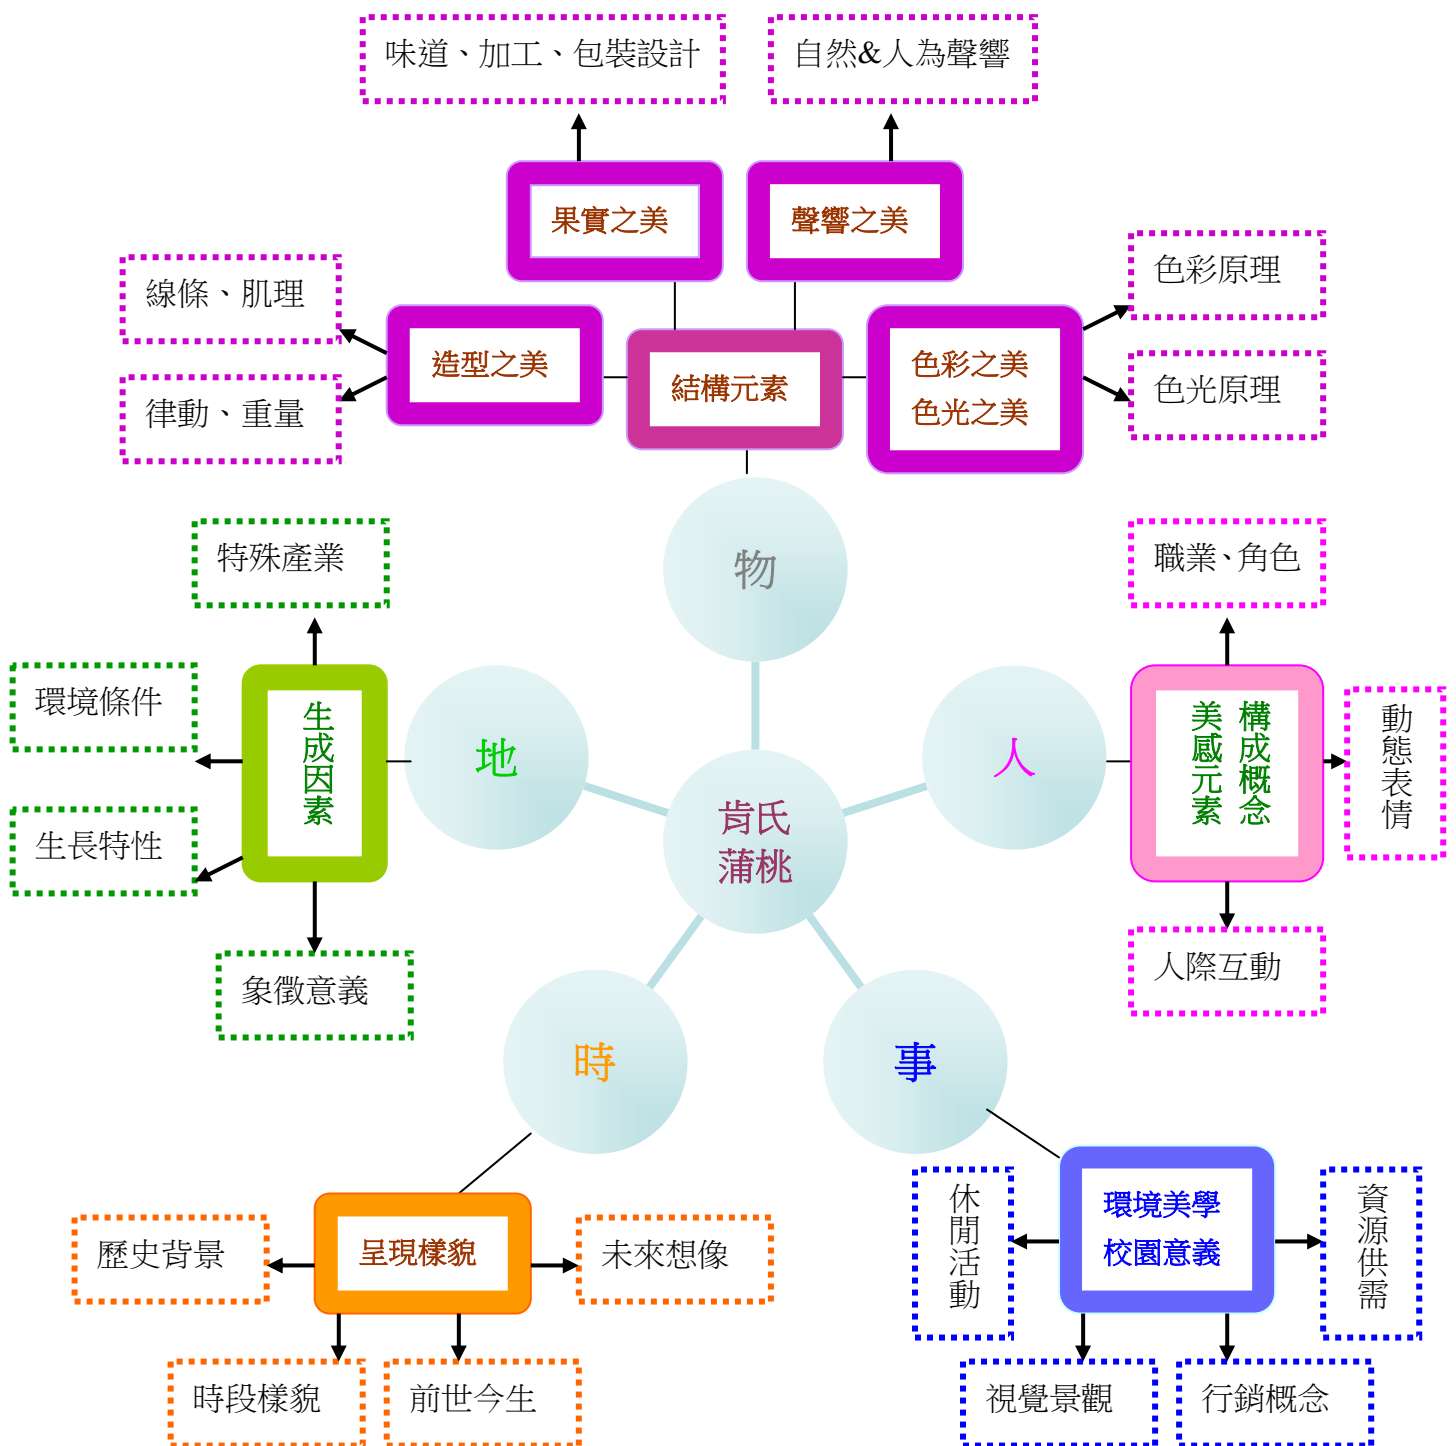 味道、加工、包裝設計
自然&人為聲響
果實之美
聲響之美
線條、肌理
律動、重量
造型之美
結構元素
色彩之美
色光之美
色彩原理
色光原理
物
特殊產業
環境條件
生長特性
生成因素
象徵意義
地
人
職業、角色
構成概念
美感元素
動態表情
人際互動
肯氏
蒲桃
時
事
歷史背景
呈現樣貌
未來想像
時段樣貌
前世今生
休閒活動
環境美學
校園意義
資源供需
視覺景觀
行銷概念